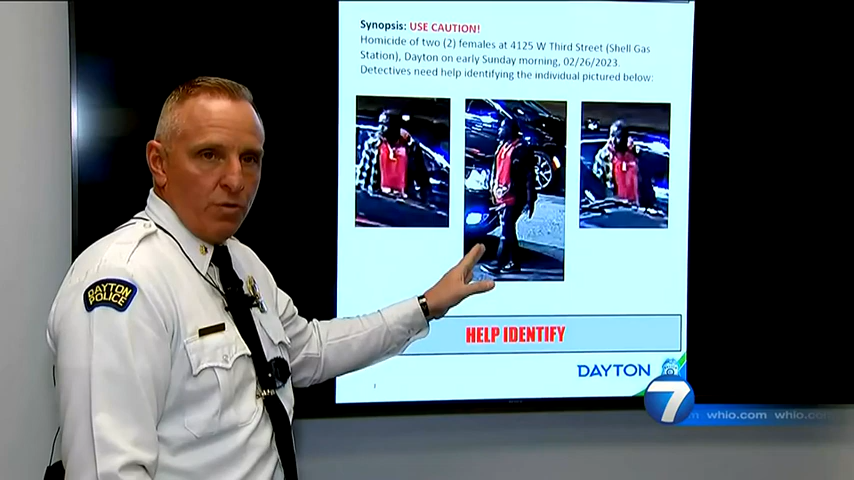 Synopsis: USE CAUTION!
Homicide of two (2) females at 4125 W Third Street (Shell Gas
Station), Dayton on early Sunday morning, 02/26/2023.
Detectives need help identifying the individual pictured below:
DAYTON
POLICE
HELP IDENTIFY
DAYTON
7
whio.com
whio.com
1